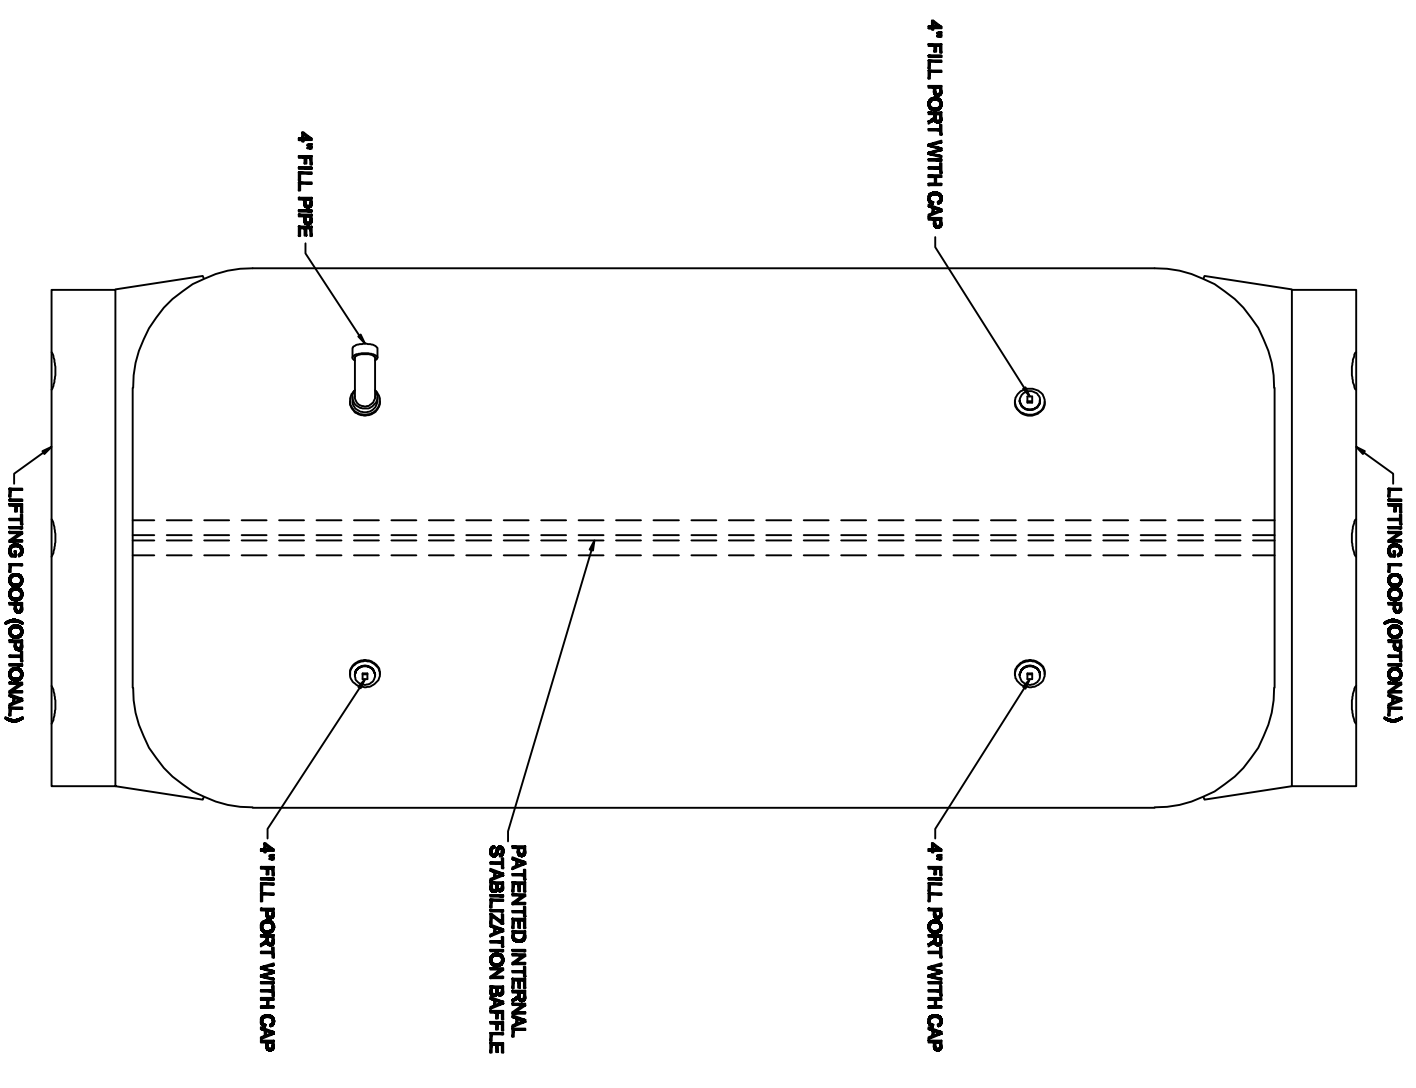 4" FILL PORT WITH CAP
4" FILL PIPE
LIFTING LOOP (OPTIONAL)
LIFTING LOOP (OPTIONAL)
4" FILL PORT WITH CAP
PATENTED INTERNAL
STABILIZATION BAFFLE
4" FILL PORT WITH CAP